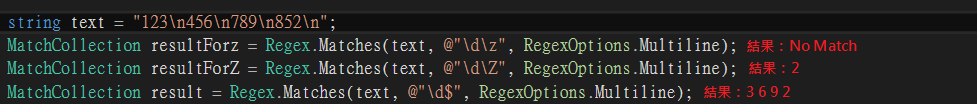 string text = "123\n456\n789\n852\n";
MatchCollection resultForz = Regex.Matches(text, @"\d\z", RegexOptions.Multiline); 結果：No Match
MatchCollection resultForZ = Regex.Matches(text, @"\d\Z", RegexOptions.Multiline); 結果：2
MatchCollection result = Regex.Matches(text, @"\d$", RegexOptions.Multiline); 結果：3 6 9 2